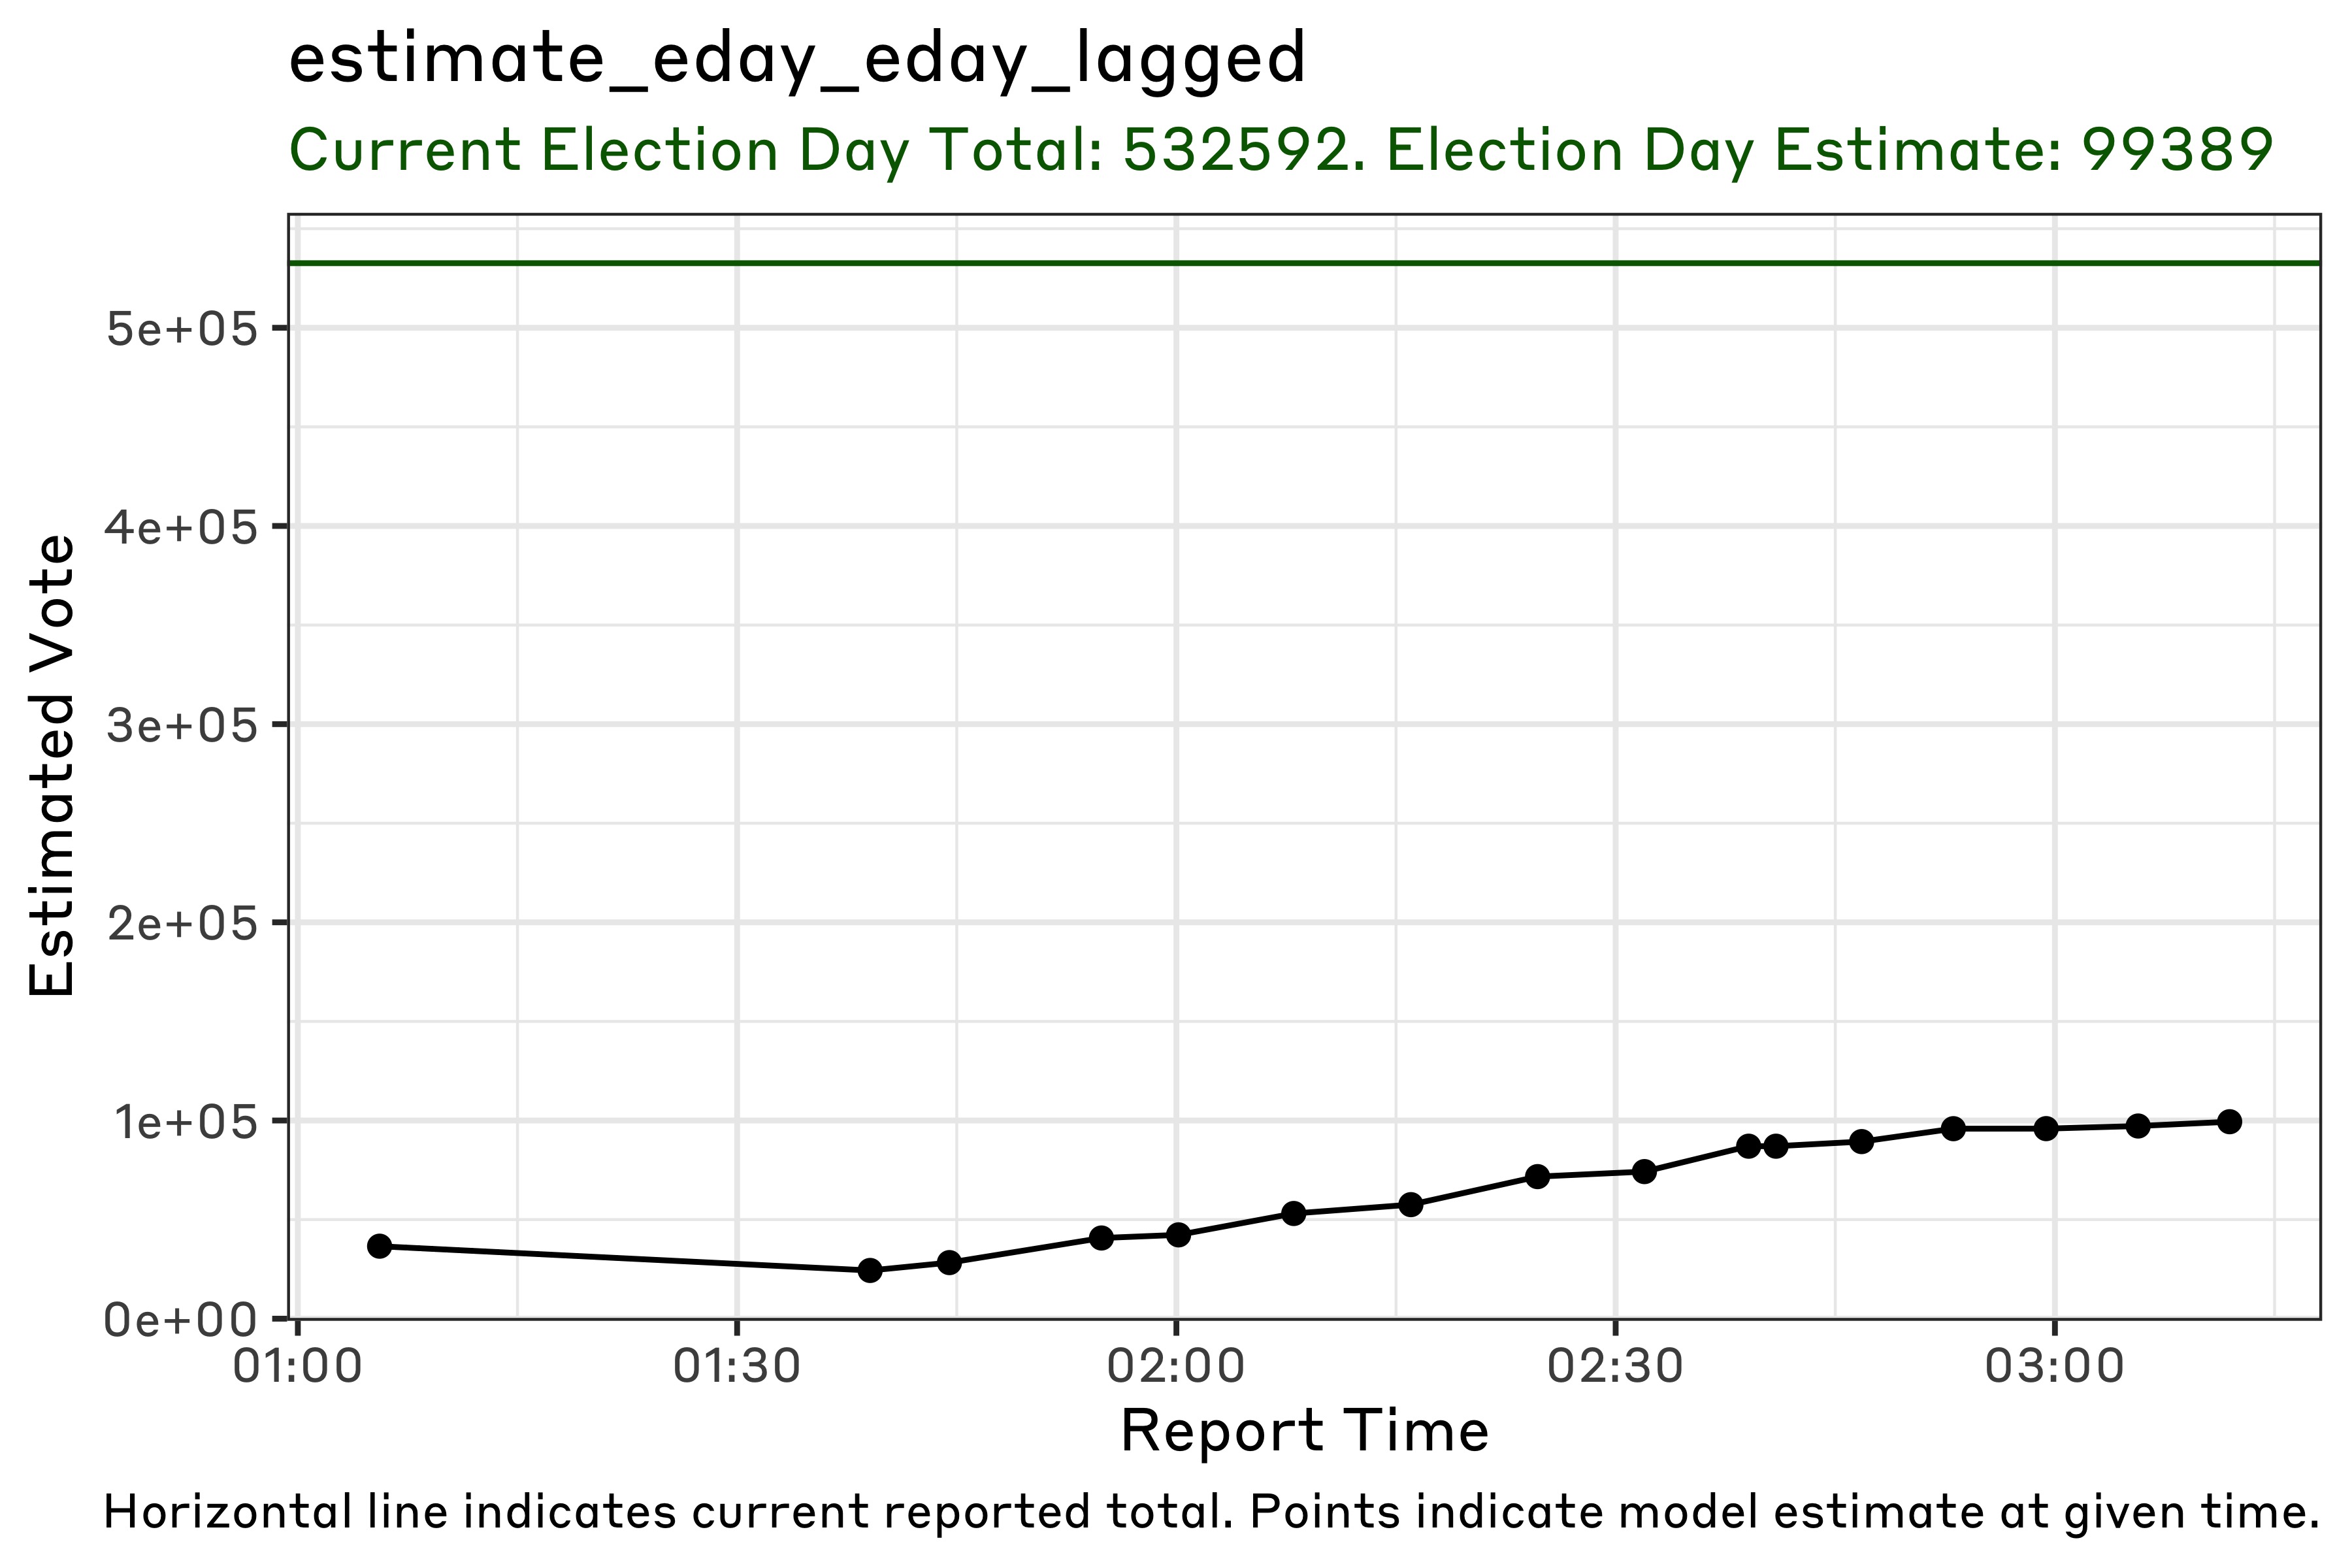 estimate_eday_eday_lagged
Current Election Day Total: 532592. Election Day Estimate: 99389
Estimated Vote
5e+05
4e+05
3e+05
2e+05
1e+05
0e+00
01:00 01:30 02:00 02:30 03:00
Report Time
Horizontal line indicates current reported total. Points indicate model estimate at given time.